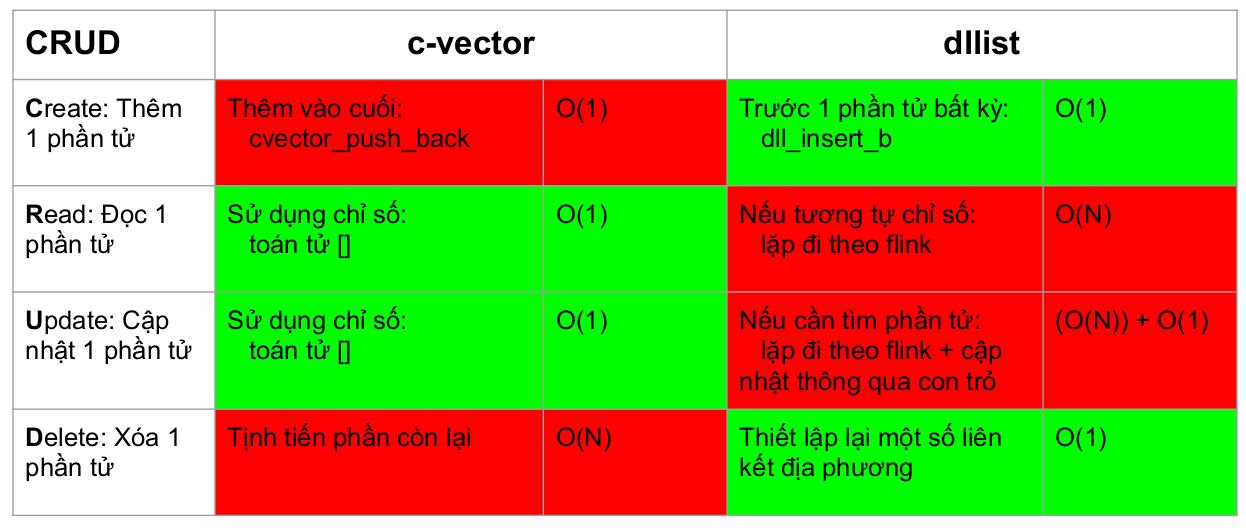 CRUD
c-vector
dllist
Create: Thêm
1 phần tử
Thêm vào cuối:
cvector_push_back
O(1)
Trước 1 phần tử bất kỳ:
dll_insert_b
O(1)
Read: Đọc 1
phần tử
Sử dụng chỉ số:
toán tử []
O(1)
Nếu tương tự chỉ số:
lặp đi theo flink
O(N)
Update: Cập
nhật 1 phần tử
Sử dụng chỉ số:
toán tử []
O(1)
Nếu cần tìm phần tử:
lặp đi theo flink + cập
nhật thông qua con trỏ
(O(N)) + O(1)
Delete: Xóa 1
phần tử
Tịnh tiến phần còn lại
O(N)
Thiết lập lại một số liên
kết địa phương
O(1)